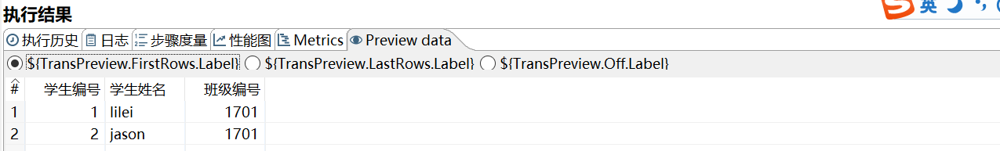 执行结果
英
执行历史 日志 步骤度量 性能图 Metrics Preview data
${TransPreview.FirstRows.Label} ${TransPreview.LastRows.Label} ${TransPreview.Off.Label}
# 学生编号 学生姓名 班级编号
1 1 lilei 1701
2 2 jason 1701